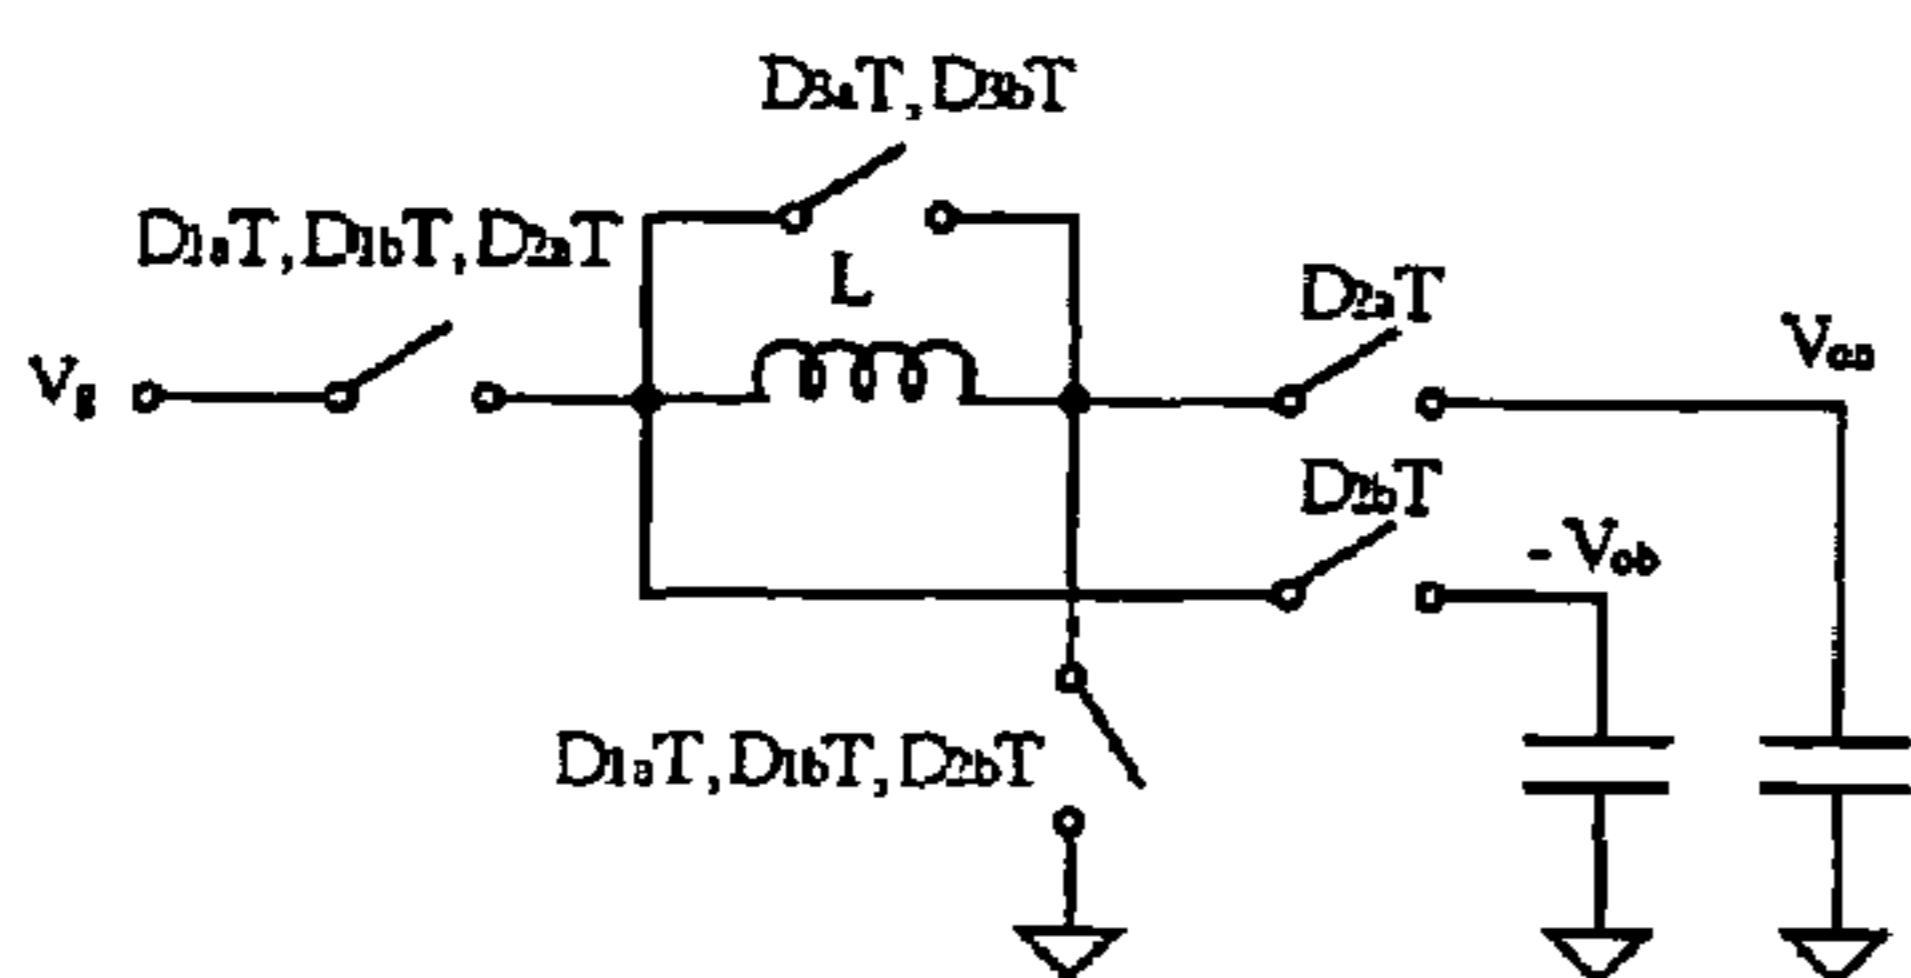 D3aT, D3bT
D1aT, D1bT, D2aT
L
D2aT
Vg
Voa
D2bT
- Vob
D1aT, D1bT, D2bT